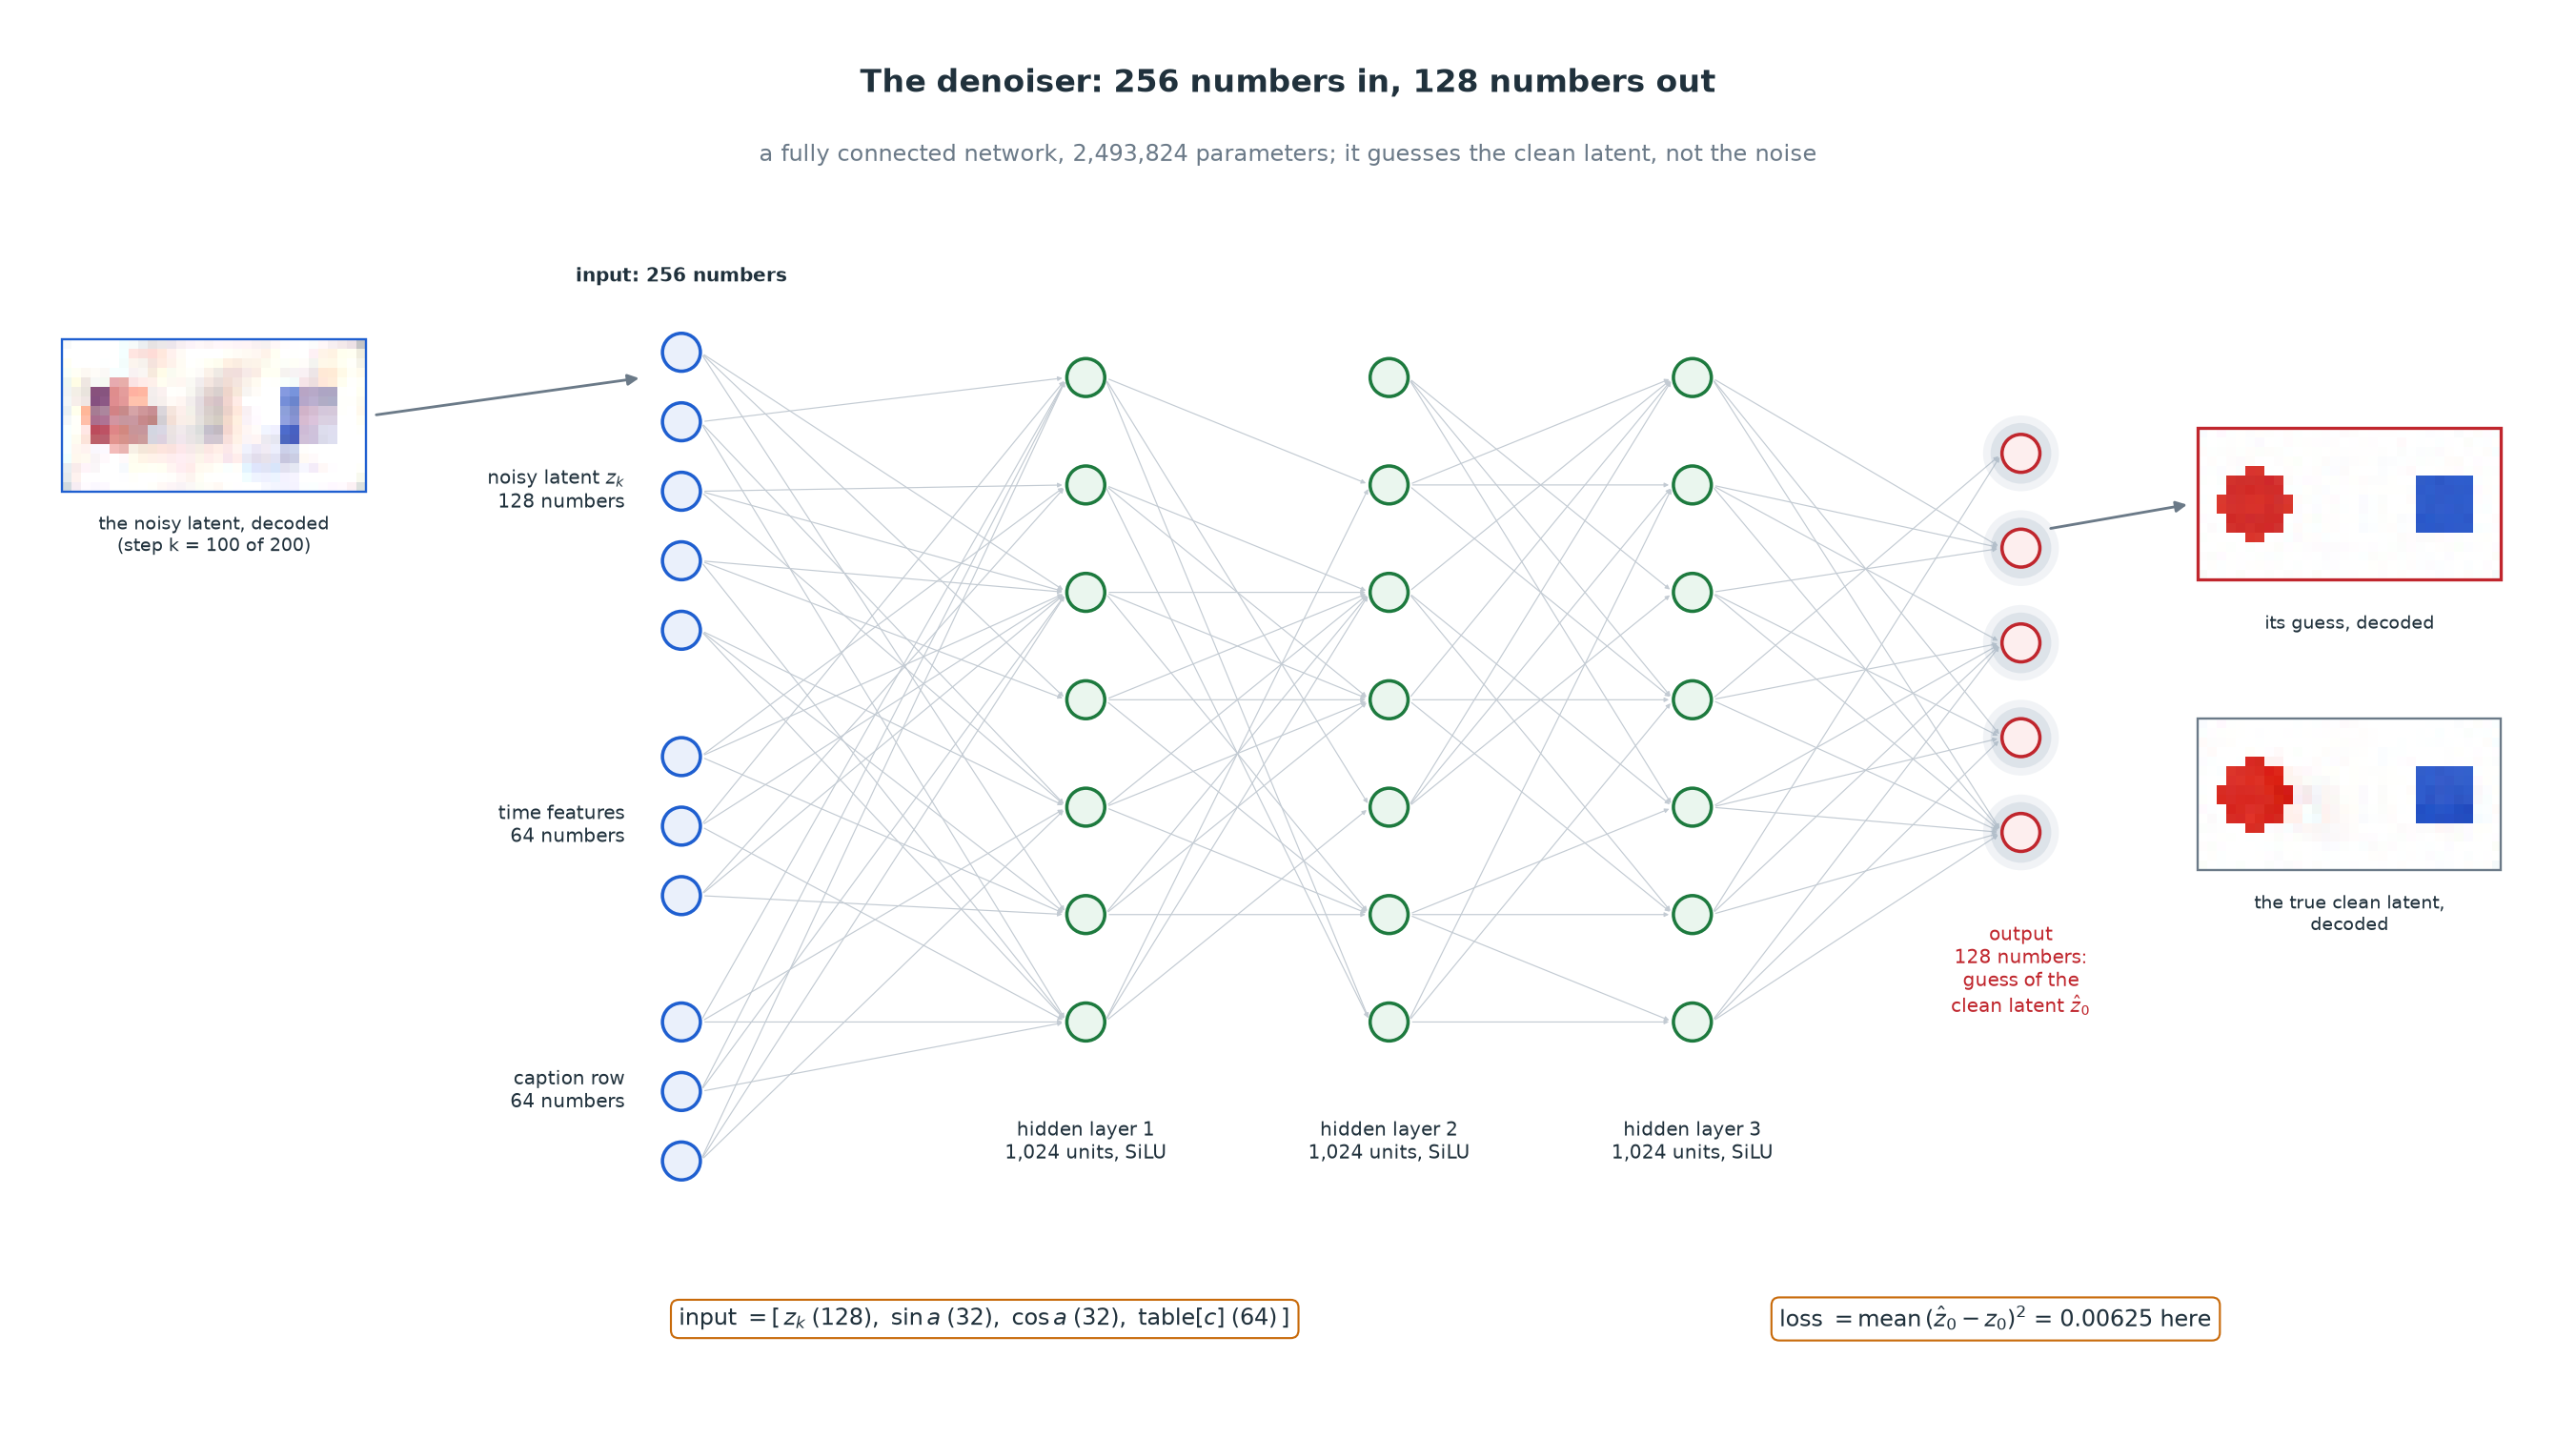 The denoiser: 256 numbers in, 128 numbers out
a fully connected network, 2,493,824 parameters; it guesses the clean latent, not the noise
input: 256 numbers
the noisy latent, decoded
(step k = 100 of 200)
noisy latent zₖ
128 numbers
time features
64 numbers
caption row
64 numbers
hidden layer 1
1,024 units, SiLU
hidden layer 2
1,024 units, SiLU
hidden layer 3
1,024 units, SiLU
output
128 numbers:
guess of the
clean latent ẑ₀
its guess, decoded
the true clean latent,
decoded
input = [ zₖ (128), sin a (32), cos a (32), table[c] (64) ]
loss = mean (ẑ₀ − z₀)² = 0.00625 here